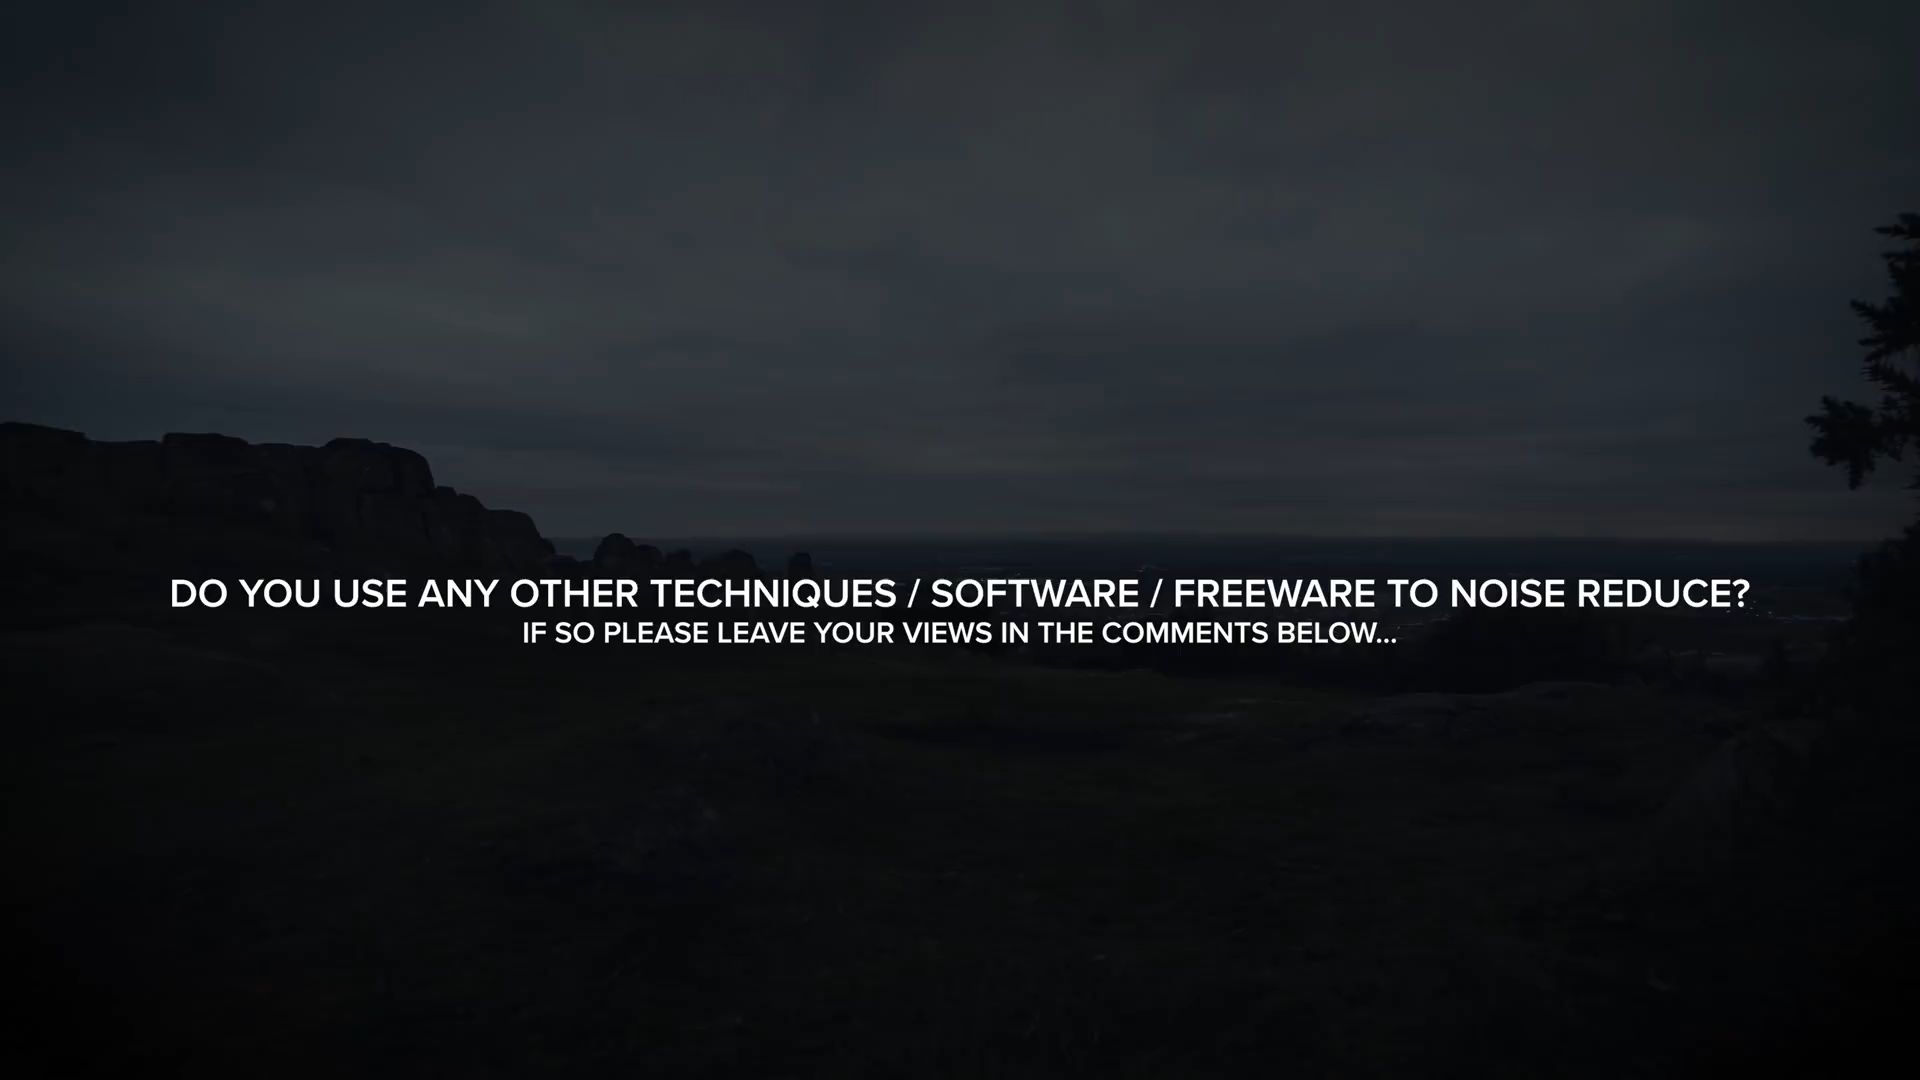 DO YOU USE ANY OTHER TECHNIQUES / SOFTWARE / FREEWARE TO NOISE REDUCE?
IF SO PLEASE LEAVE YOUR VIEWS IN THE COMMENTS BELOW...